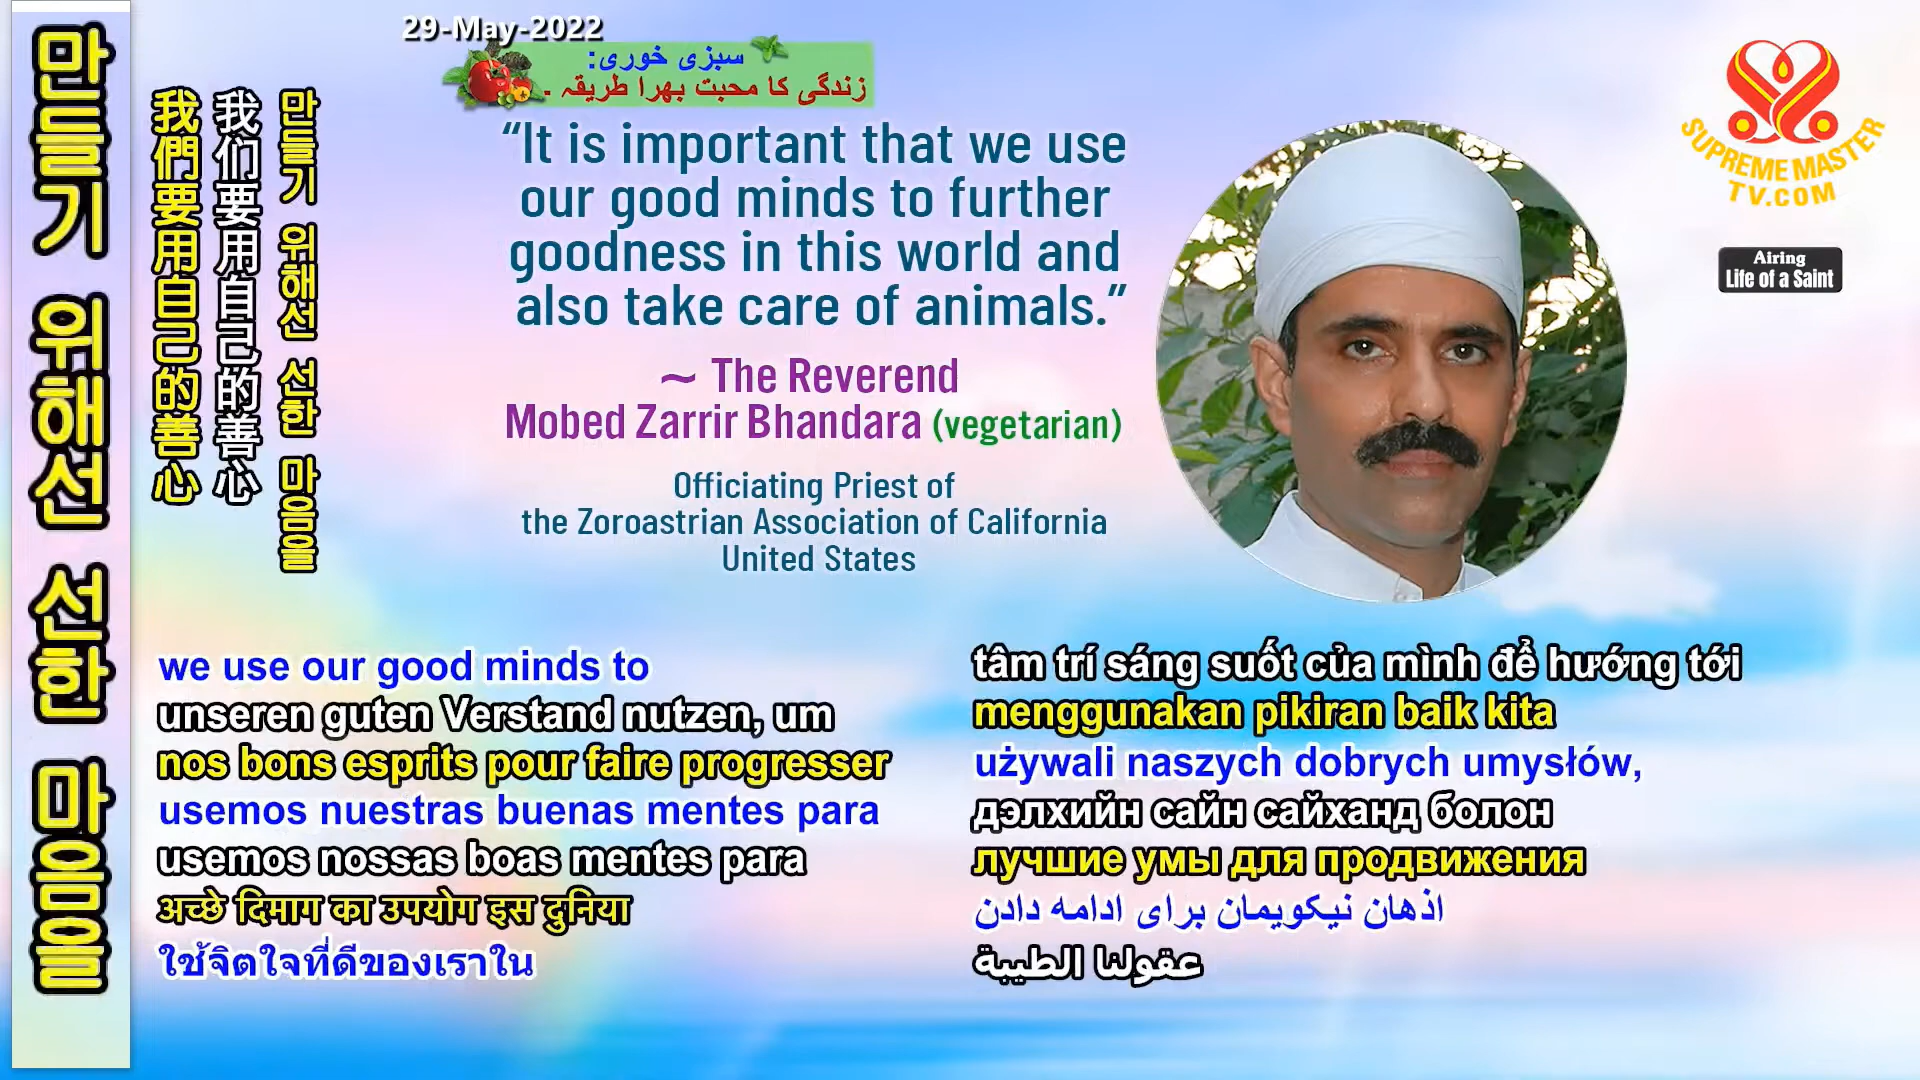 29-May-2022
سبزی خوری:
زندگی کا محبت بھرا طریقہ .
“It is important that we use
our good minds to further
goodness in this world and
also take care of animals.”
~ The Reverend
Mobed Zarrir Bhandara (vegetarian)
Officiating Priest of
the Zoroastrian Association of California
United States
SUPREME MASTER
TV.COM
Airing
Life of a Saint
만들기 위해선 선한 마음을
我們要用自己的善心
我们要用自己的善心
만들기 위해선 선한 마음을
we use our good minds to
unseren guten Verstand nutzen, um
nos bons esprits pour faire progresser
usemos nuestras buenas mentes para
usemos nossas boas mentes para
अच्छे दिमाग का उपयोग इस दुनिया
ใช้จิตใจที่ดีของเราใน
tâm trí sáng suốt của mình để hướng tới
menggunakan pikiran baik kita
używali naszych dobrych umysłów,
дэлхийн сайн сайханд болон
лучшие умы для продвижения
اذهان نیکویمان برای ادامه دادن
عقولنا الطيبة